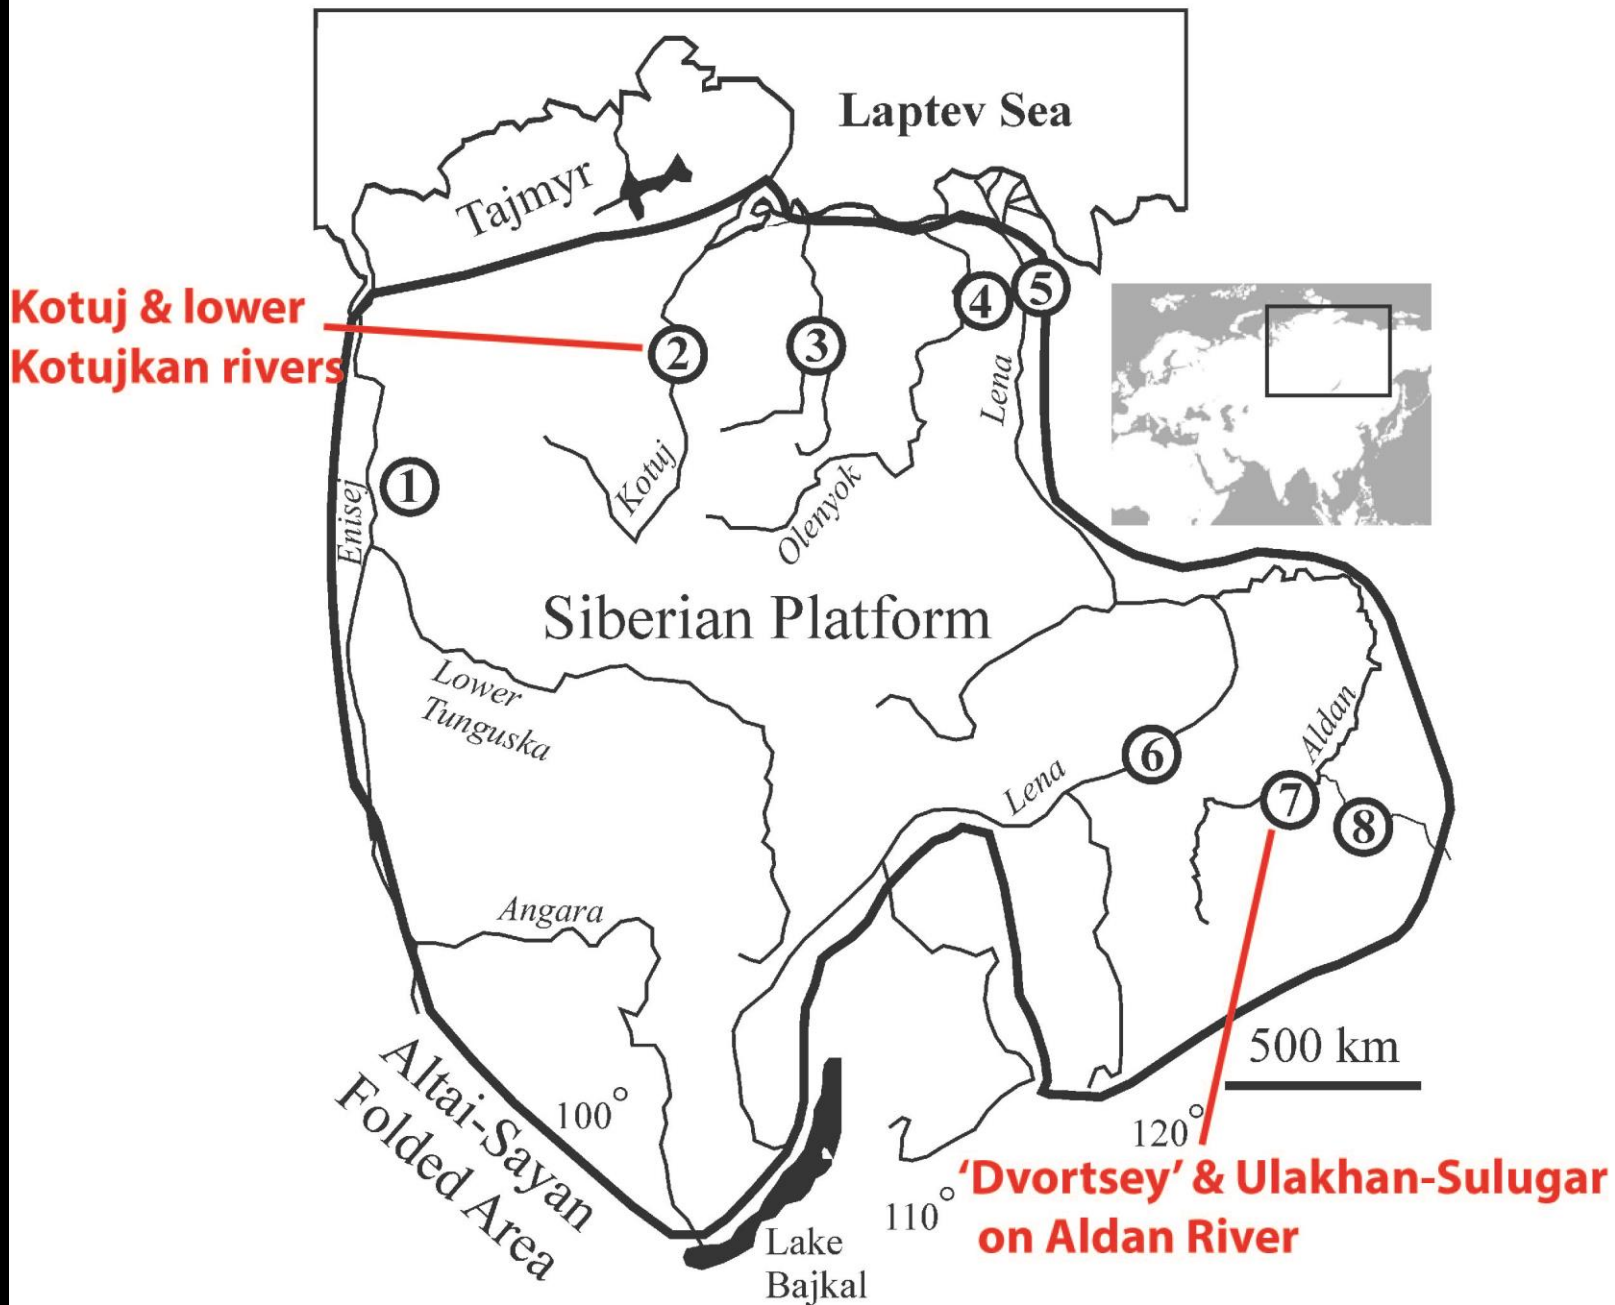 Laptev Sea
Tajmyr
Kotuj & lower
Kotujkan rivers
5
4
3
2
Lena
1
Enisej
Kotuj
Olenyok
Siberian Platform
Lower
Tunguska
Aldan
6
Lena
7
8
Angara
500 km
Altai-Sayan
Folded Area
100°
120°
110°
‘Dvortsey’ & Ulakhan-Sulugar
on Aldan River
Lake
Bajkal